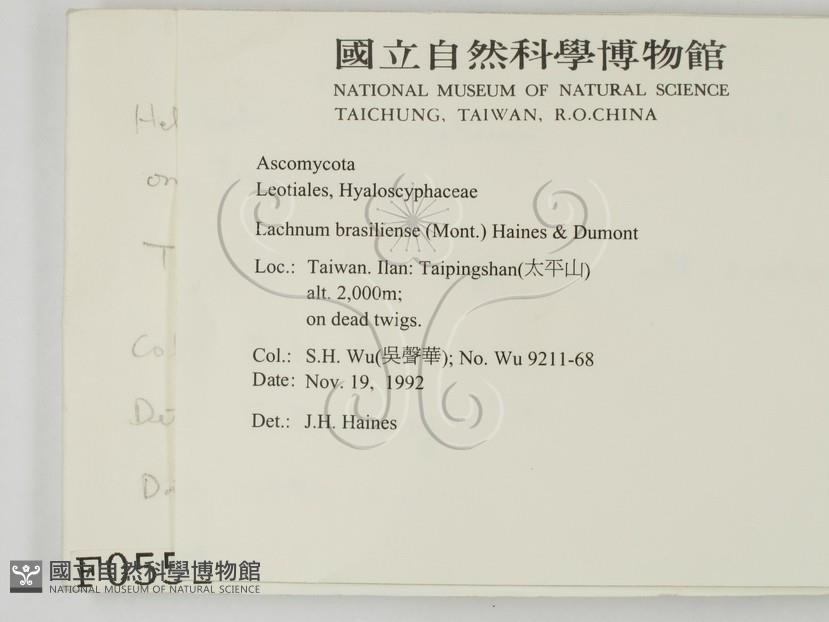 國立自然科學博物館
NATIONAL MUSEUM OF NATURAL SCIENCE
TAICHUNG, TAIWAN, R.O.CHINA
Ascomycota
Leotiales, Hyaloscyphaceae
Lachnum brasiliense (Mont.) Haines & Dumont
Loc.: Taiwan. Ilan: Taipingshan(太平山)
alt. 2,000m;
on dead twigs.
Col.: S.H. Wu(吳聲華); No. Wu 9211-68
Date: Nov. 19, 1992
Det.: J.H. Haines
on
F055
國立自然科學博物館
NATIONAL MUSEUM OF NATURAL SCIENCE